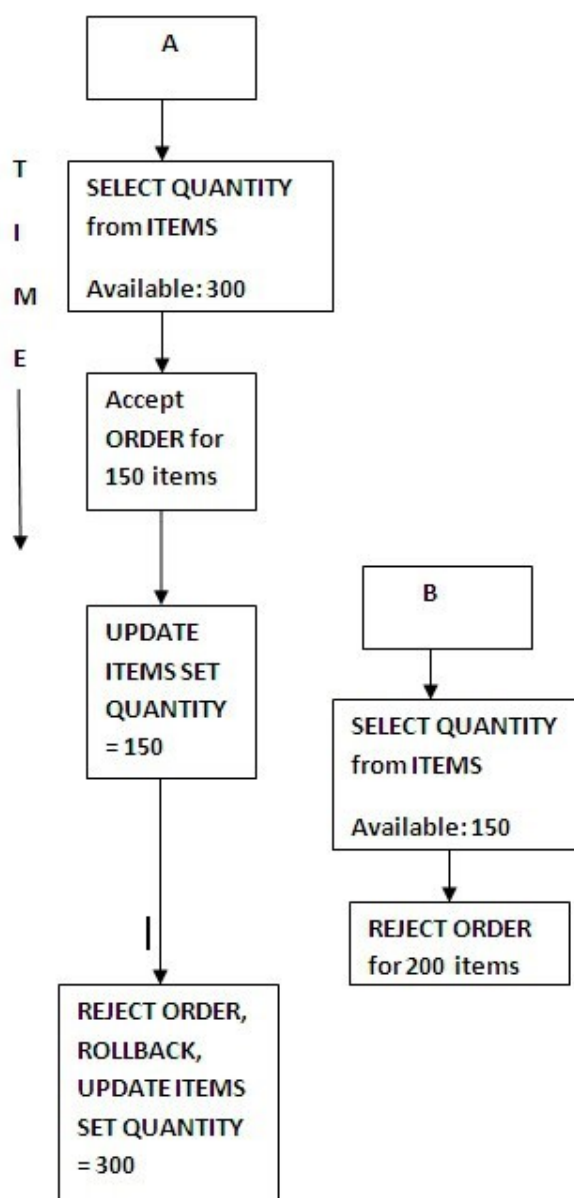 A
T
I
M
E
SELECT QUANTITY
from ITEMS
Available: 300
Accept
ORDER for
150 items
UPDATE
ITEMS SET
QUANTITY
= 150
B
SELECT QUANTITY
from ITEMS
Available: 150
REJECT ORDER
for 200 items
REJECT ORDER,
ROLLBACK,
UPDATE ITEMS
SET QUANTITY
= 300